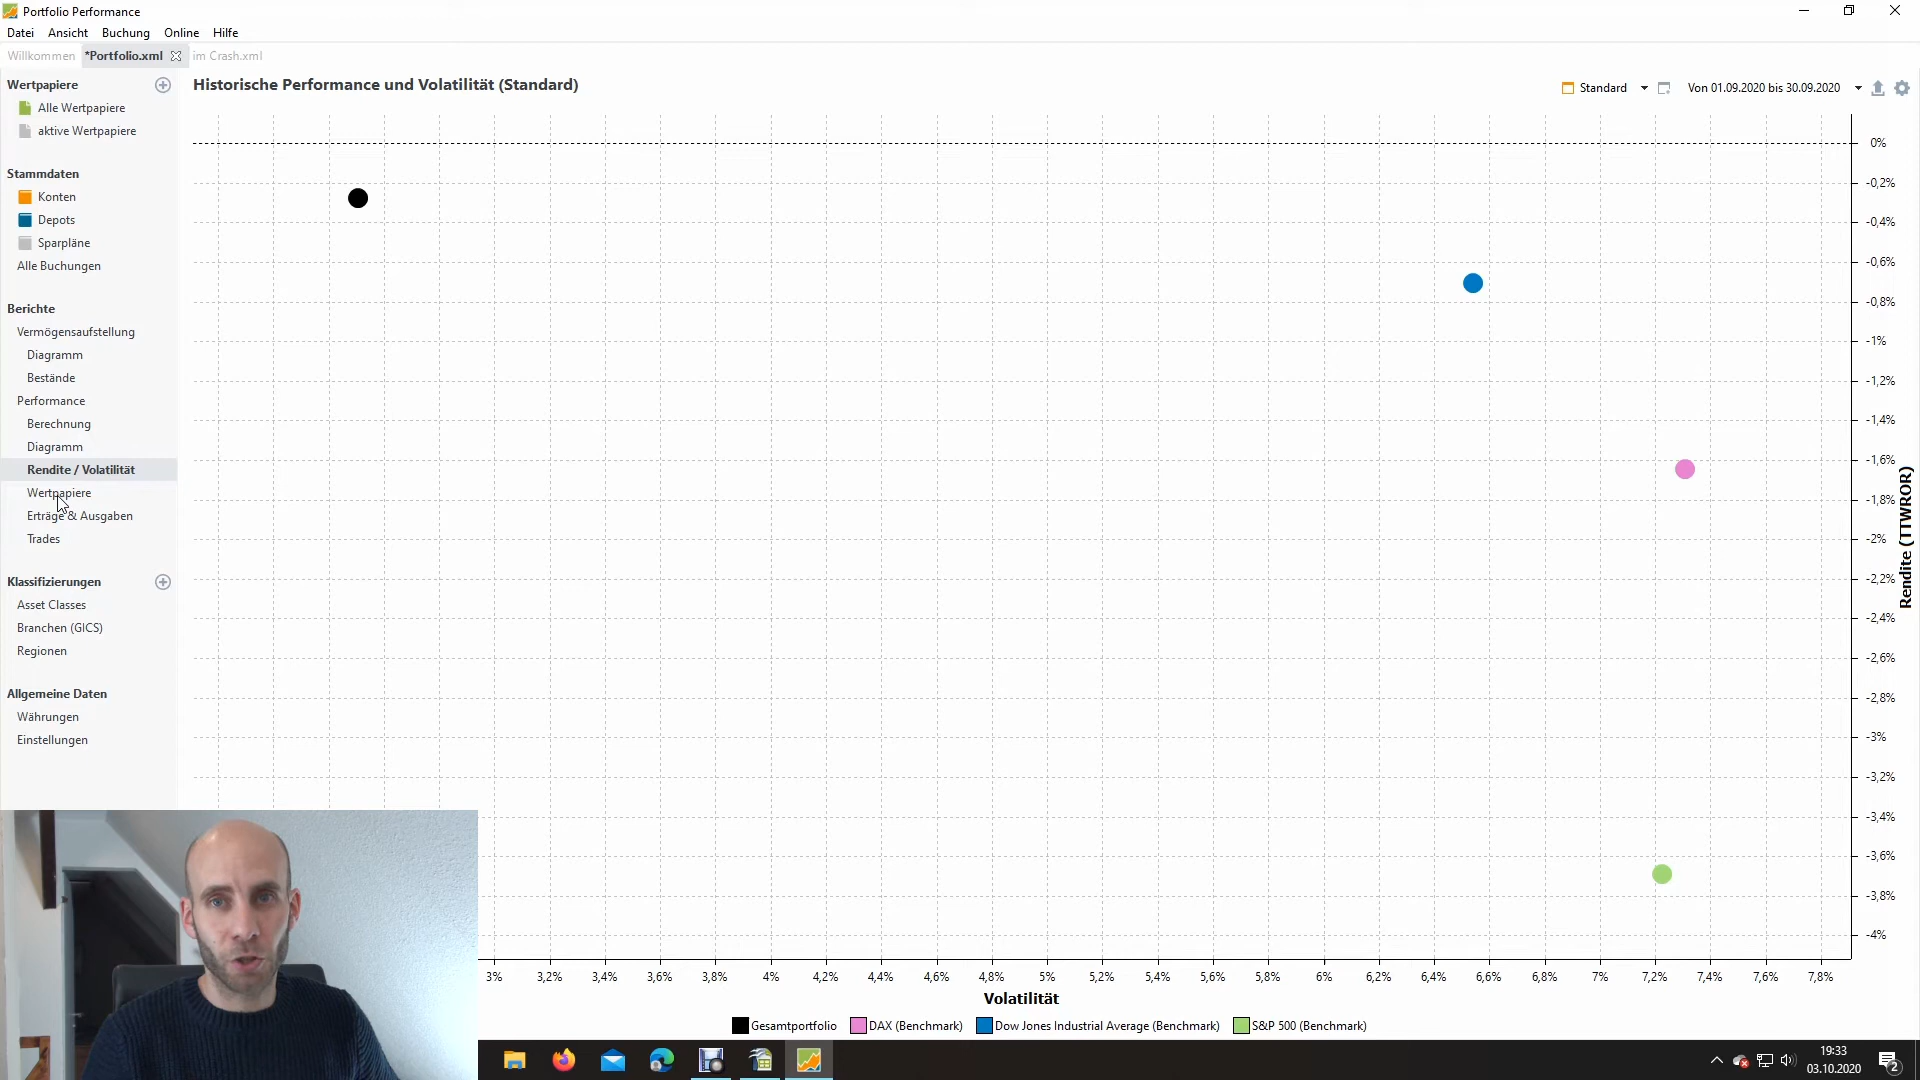 Portfolio Performance
Datei Ansicht Buchung Online Hilfe
Willkommen *Portfolio.xml im Crash.xml
Wertpapiere
Alle Wertpapiere
aktive Wertpapiere
Stammdaten
Konten
Depots
Sparpläne
Alle Buchungen
Berichte
Vermögensaufstellung
Diagramm
Bestände
Performance
Berechnung
Diagramm
Rendite / Volatilität
Wertpapiere
Erträge & Ausgaben
Trades
Klassifizierungen
Asset Classes
Branchen (GICS)
Regionen
Allgemeine Daten
Währungen
Einstellungen
Historische Performance und Volatilität (Standard)
Standard Von 01.09.2020 bis 30.09.2020
0%
-0,2%
-0,4%
-0,6%
-0,8%
-1%
-1,2%
-1,4%
-1,6%
-1,8%
-2%
-2,2%
-2,4%
-2,6%
-2,8%
-3%
-3,2%
-3,4%
-3,6%
-3,8%
-4%
Rendite (TTWROR)
3% 3,2% 3,4% 3,6% 3,8% 4% 4,2% 4,4% 4,6% 4,8% 5% 5,2% 5,4% 5,6% 5,8% 6% 6,2% 6,4% 6,6% 6,8% 7% 7,2% 7,4% 7,6% 7,8%
Volatilität
Gesamtportfolio DAX (Benchmark) Dow Jones Industrial Average (Benchmark) S&P 500 (Benchmark)
19:33
03.10.2020
2